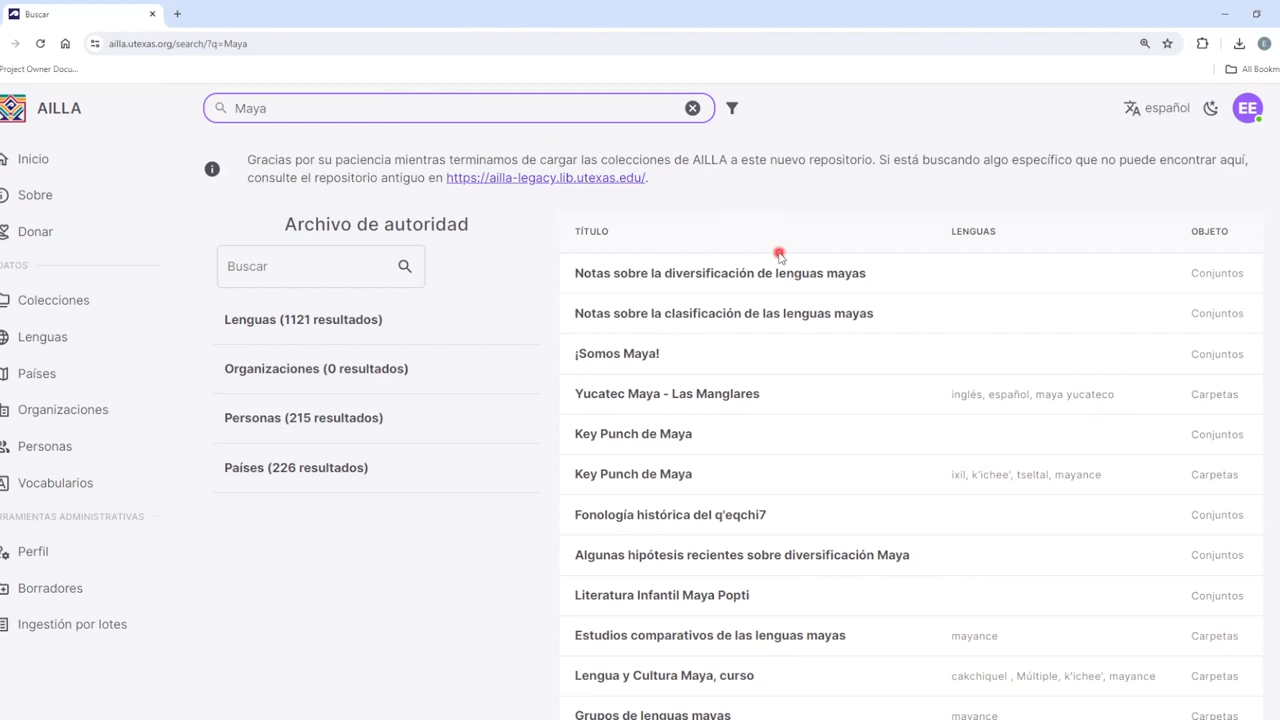 Buscar
ailla.utexas.org/search/?q=Maya
Project Owner Docu...
All Bookm
AILLA
Maya
español
EE
Inicio
Sobre
Donar
DATOS
Colecciones
Lenguas
Países
Organizaciones
Personas
Vocabularios
RRAMIENTAS ADMINISTRATIVAS
Perfil
Borradores
Ingestión por lotes
Gracias por su paciencia mientras terminamos de cargar las colecciones de AILLA a este nuevo repositorio. Si está buscando algo específico que no puede encontrar aquí,
consulte el repositorio antiguo en https://ailla-legacy.lib.utexas.edu/.
Archivo de autoridad
Buscar
Lenguas (1121 resultados)
Organizaciones (0 resultados)
Personas (215 resultados)
Países (226 resultados)
TÍTULO LENGUAS OBJETO
Notas sobre la diversificación de lenguas mayas Conjuntos
Notas sobre la clasificación de las lenguas mayas Conjuntos
¡Somos Maya! Conjuntos
Yucatec Maya - Las Manglares inglés, español, maya yucateco Carpetas
Key Punch de Maya Conjuntos
Key Punch de Maya ixil, k'ichee', tseltal, mayance Carpetas
Fonología histórica del q'eqchi7 Conjuntos
Algunas hipótesis recientes sobre diversificación Maya Conjuntos
Literatura Infantil Maya Popti Conjuntos
Estudios comparativos de las lenguas mayas mayance Carpetas
Lengua y Cultura Maya, curso cakchiquel , Múltiple, k'ichee', mayance Carpetas
Grupos de lenguas mayas mayance Carpetas